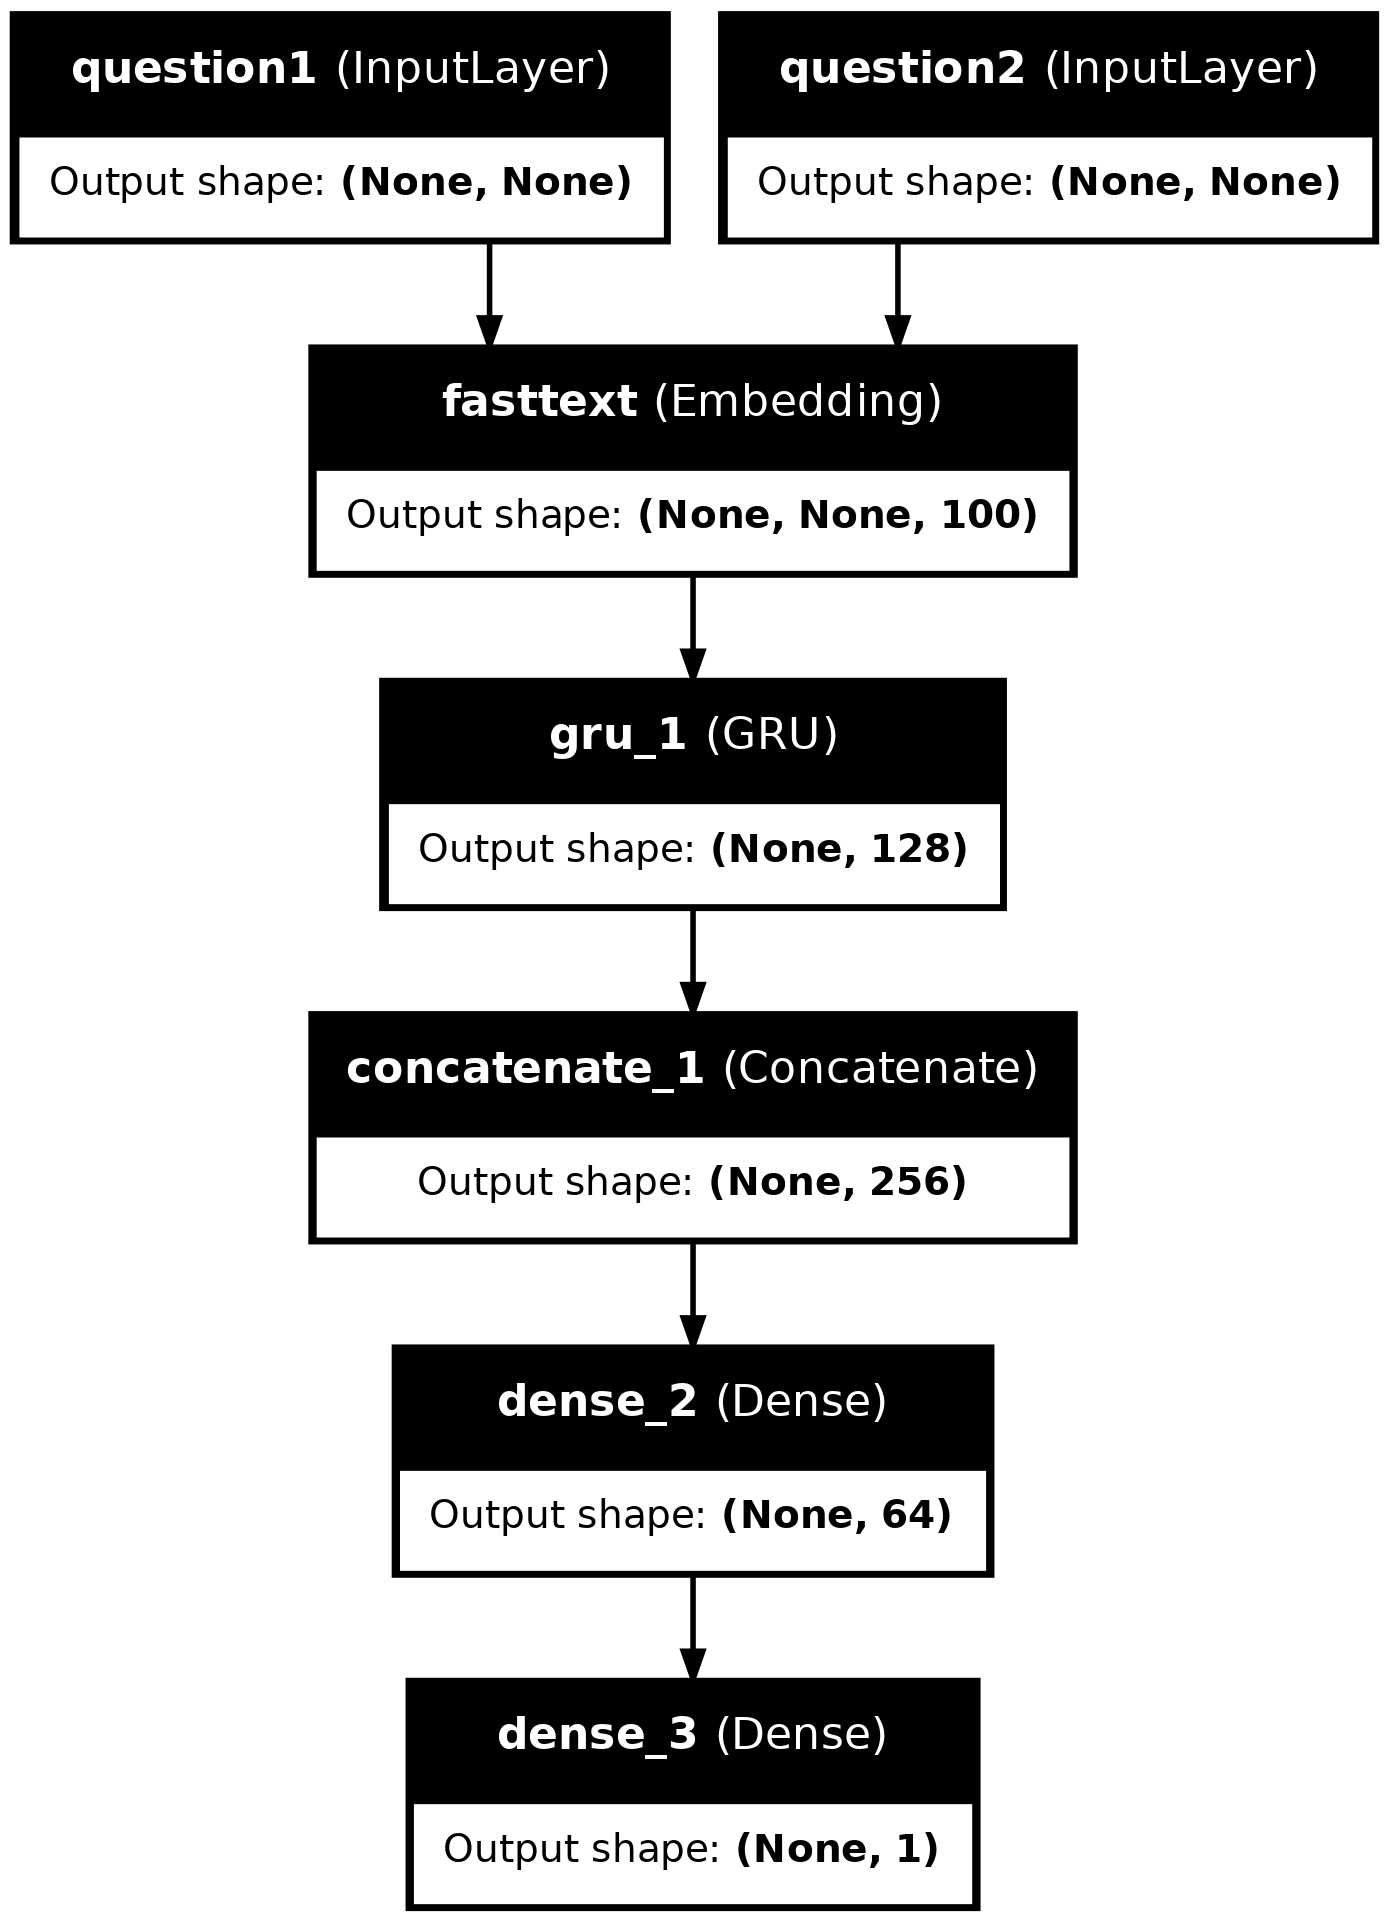 question1 (InputLayer)
question2 (InputLayer)
Output shape: (None, None)
Output shape: (None, None)
fasttext (Embedding)
Output shape: (None, None, 100)
gru_1 (GRU)
Output shape: (None, 128)
concatenate_1 (Concatenate)
Output shape: (None, 256)
dense_2 (Dense)
Output shape: (None, 64)
dense_3 (Dense)
Output shape: (None, 1)